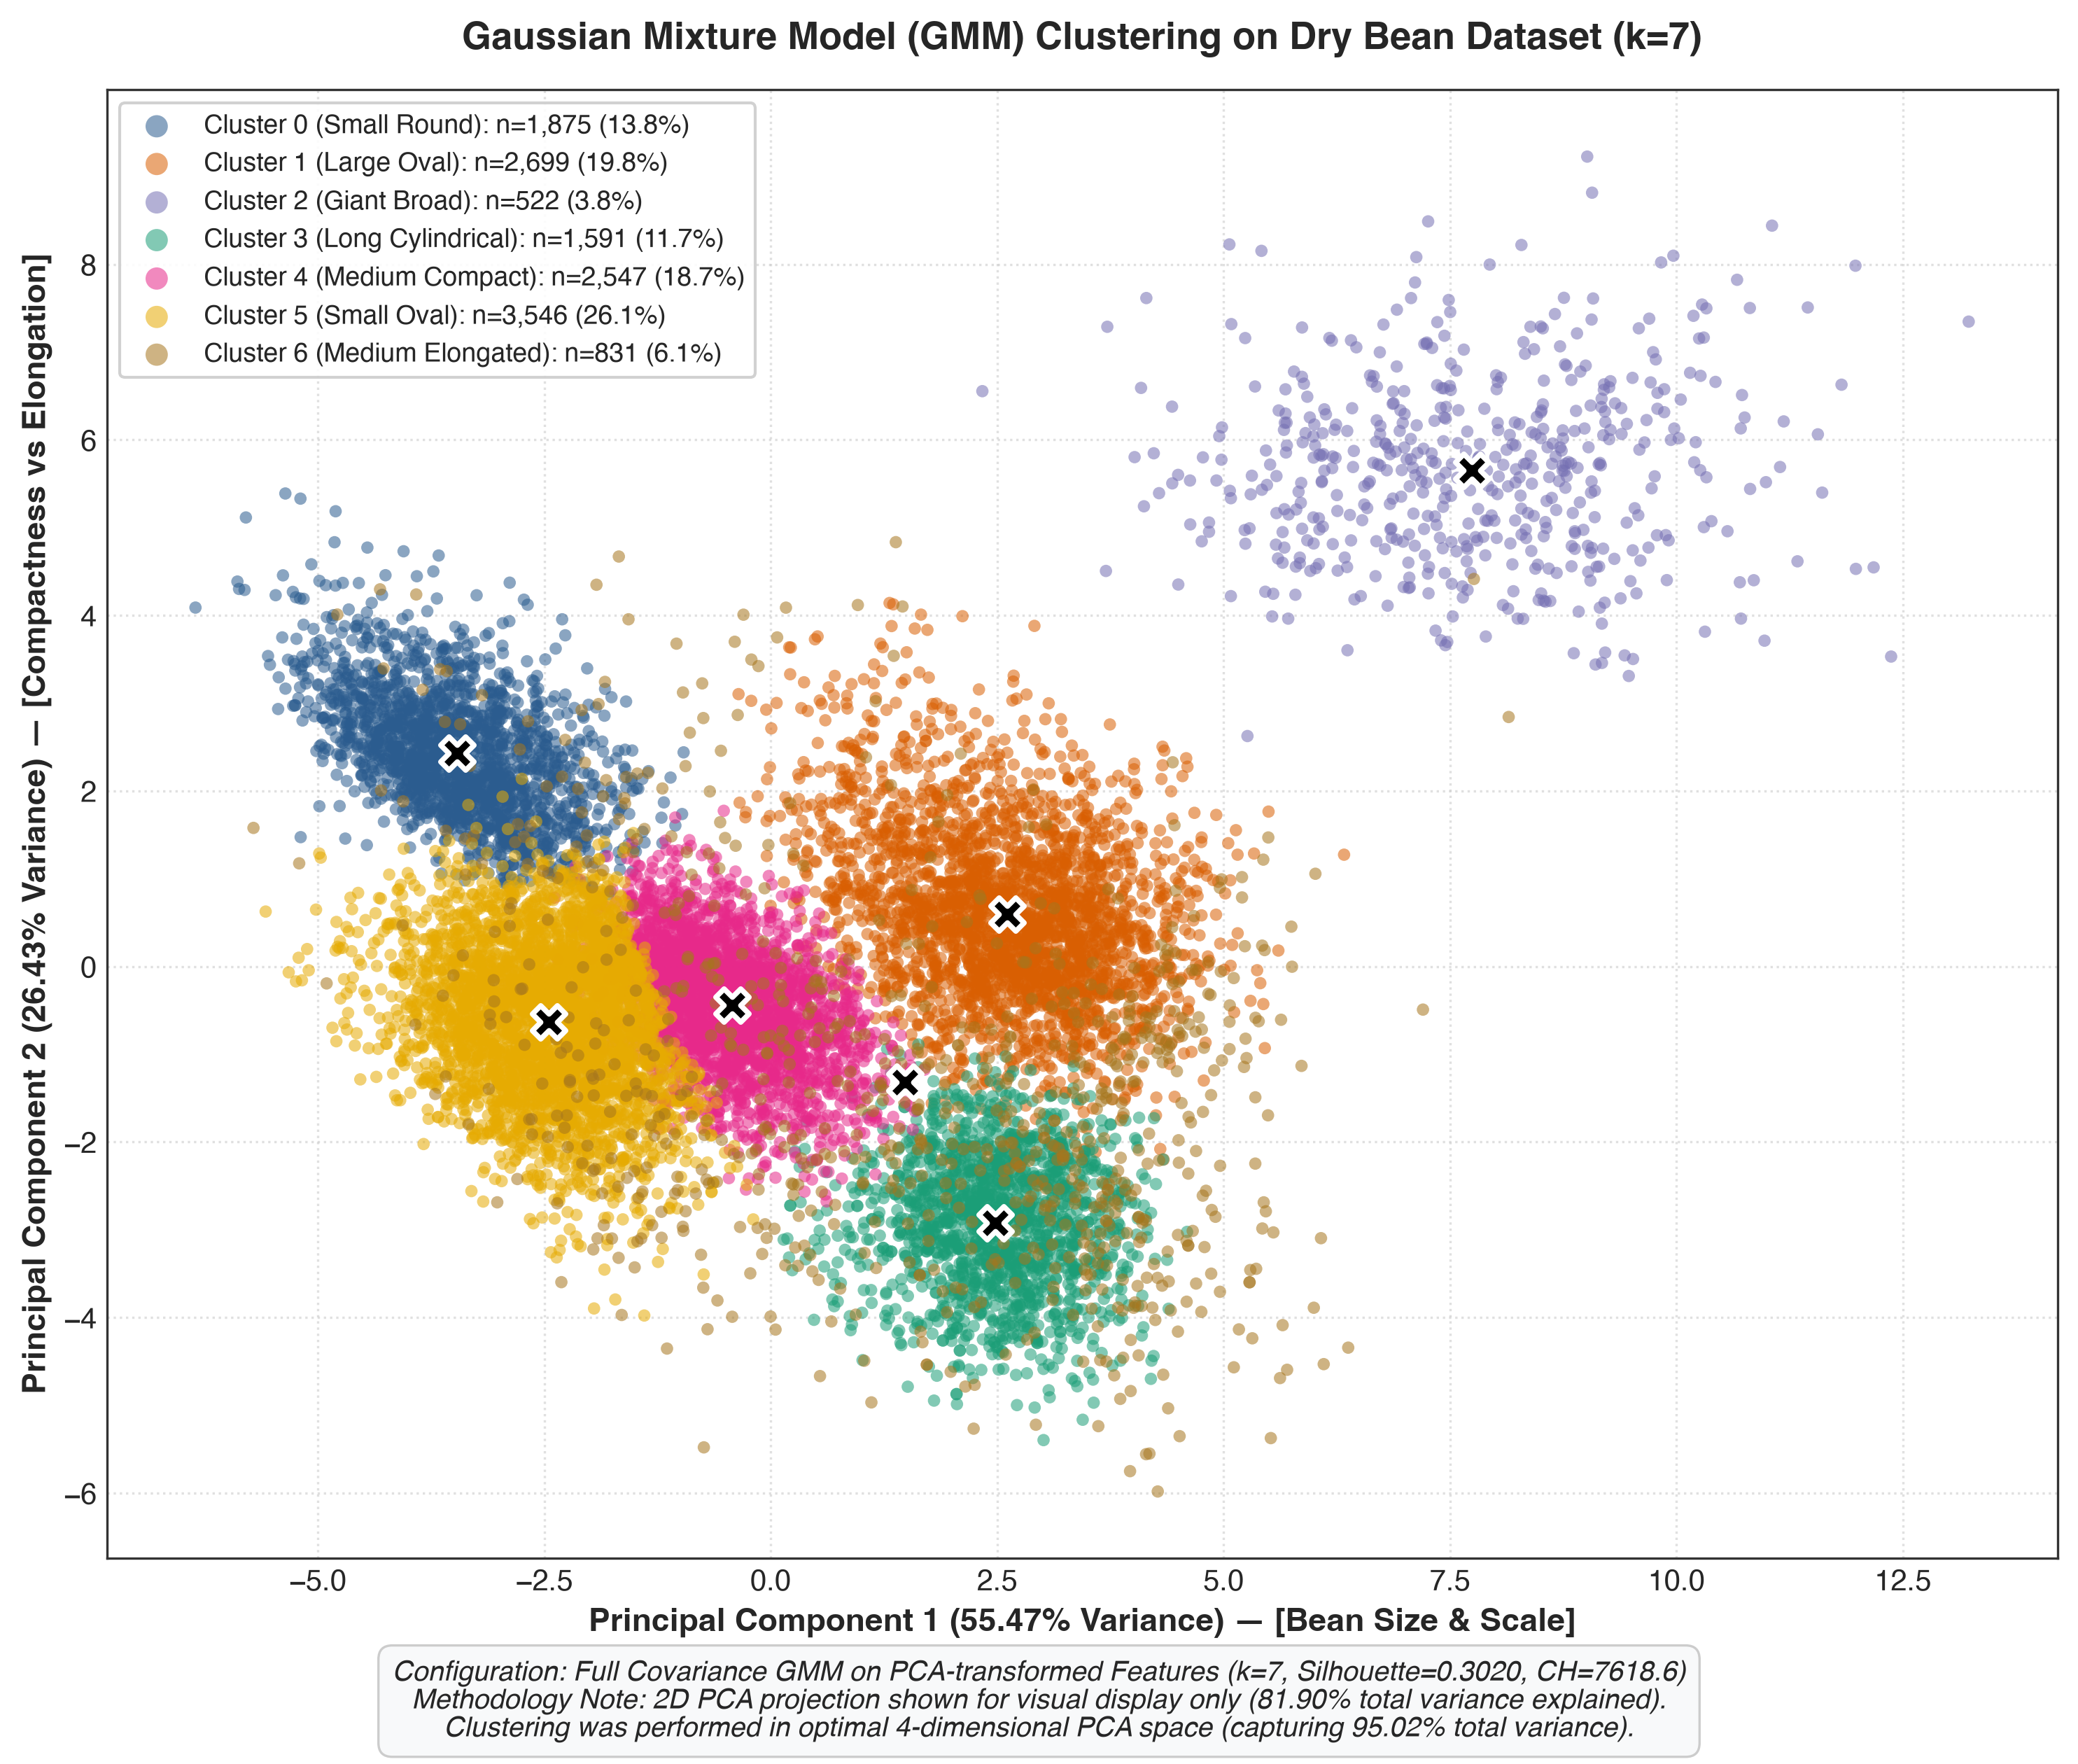 Gaussian Mixture Model (GMM) Clustering on Dry Bean Dataset (k=7)
Cluster 0 (Small Round): n=1,875 (13.8%)
Cluster 1 (Large Oval): n=2,699 (19.8%)
Cluster 2 (Giant Broad): n=522 (3.8%)
Cluster 3 (Long Cylindrical): n=1,591 (11.7%)
Cluster 4 (Medium Compact): n=2,547 (18.7%)
Cluster 5 (Small Oval): n=3,546 (26.1%)
Cluster 6 (Medium Elongated): n=831 (6.1%)
Principal Component 2 (26.43% Variance) — [Compactness vs Elongation]
8
6
4
2
0
−2
−4
−6
−5.0
−2.5
0.0
2.5
5.0
7.5
10.0
12.5
Principal Component 1 (55.47% Variance) — [Bean Size & Scale]
Configuration: Full Covariance GMM on PCA-transformed Features (k=7, Silhouette=0.3020, CH=7618.6)
Methodology Note: 2D PCA projection shown for visual display only (81.90% total variance explained).
Clustering was performed in optimal 4-dimensional PCA space (capturing 95.02% total variance).